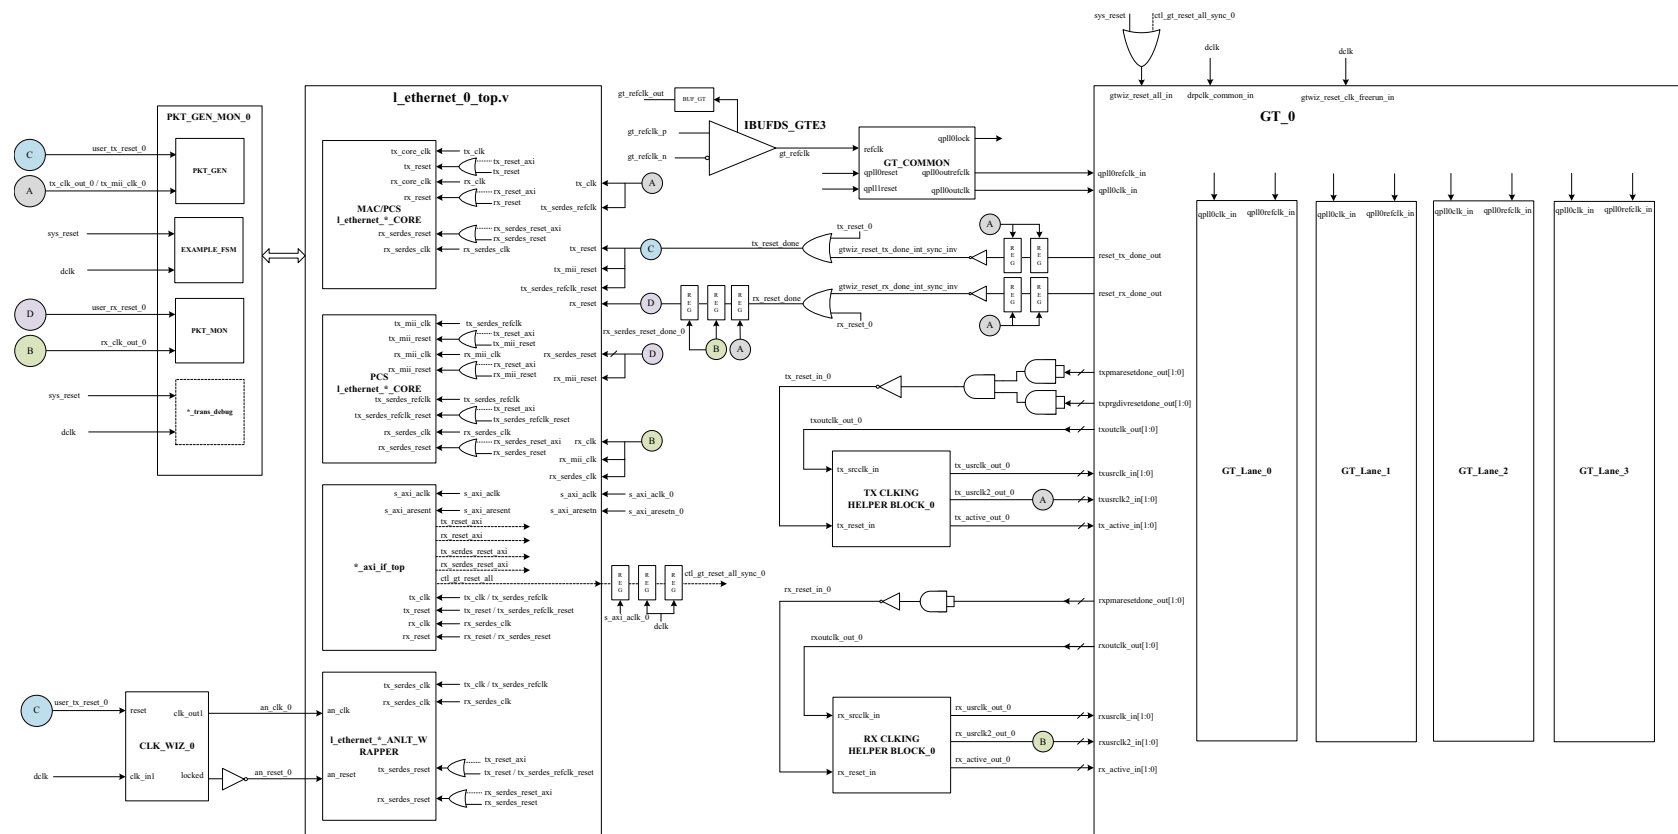 sys_reset
ctl_gt_reset_all_sync_0
dclk
dclk
gtwiz_reset_all_in
drpclk_common_in
gtwiz_reset_clk_freerun_in
GT_0
PKT_GEN_MON_0
C
user_tx_reset_0
PKT_GEN
A
tx_clk_out_0 / tx_mii_clk_0
sys_reset
EXAMPLE_FSM
dclk
D
user_rx_reset_0
PKT_MON
B
rx_clk_out_0
sys_reset
*_trans_debug
dclk
C
user_tx_reset_0
reset
clk_out1
an_clk_0
CLK_WIZ_0
dclk
clk_in1
locked
an_reset_0
l_ethernet_0_top.v
tx_core_clk
tx_clk
tx_reset
tx_reset_axi
tx_reset
rx_core_clk
rx_clk
rx_reset
rx_reset_axi
rx_reset
MAC/PCS
l_ethernet_*_CORE
rx_serdes_reset
rx_serdes_reset_axi
rx_serdes_reset
rx_serdes_clk
rx_serdes_clk
tx_mii_clk
tx_serdes_refclk
tx_mii_reset
tx_reset_axi
tx_mii_reset
rx_mii_clk
rx_mii_clk
rx_mii_reset
rx_reset_axi
rx_mii_reset
PCS
l_ethernet_*_CORE
tx_serdes_refclk
tx_serdes_refclk
tx_serdes_refclk_reset
tx_reset_axi
tx_serdes_refclk_reset
rx_serdes_clk
rx_serdes_clk
rx_serdes_reset
rx_serdes_reset_axi
rx_serdes_reset
s_axi_aclk
s_axi_aclk
s_axi_aresent
s_axi_aresent
tx_reset_axi
rx_reset_axi
tx_serdes_reset_axi
rx_serdes_reset_axi
*_axi_if_top
ctl_gt_reset_all
tx_clk
tx_clk / tx_serdes_refclk
tx_reset
tx_reset / tx_serdes_refclk_reset
rx_clk
rx_serdes_clk
rx_reset
rx_reset / rx_serdes_reset
tx_serdes_clk
tx_clk / tx_serdes_refclk
rx_serdes_clk
rx_serdes_clk
an_clk
l_ethernet_*_ANLT_W
RAPPER
an_reset
tx_serdes_reset
tx_reset_axi
tx_reset / tx_serdes_refclk_reset
rx_serdes_reset
rx_serdes_reset_axi
rx_serdes_reset
tx_clk
A
tx_serdes_refclk
tx_reset
C
tx_mii_reset
tx_serdes_refclk_reset
rx_reset
D
rx_serdes_reset_done_0
rx_serdes_reset
D
rx_mii_reset
rx_clk
B
rx_mii_clk
rx_serdes_clk
s_axi_aclk
s_axi_aclk_0
s_axi_aresetn
s_axi_aresetn_0
REG
REG
REG
ctl_gt_reset_all_sync_0
s_axi_aclk_0
dclk
gt_refclk_out
BUF_GT
IBUFDS_GTE3
gt_refclk_p
gt_refclk_n
gt_refclk
refclk
qpll0lock
GT_COMMON
qpll0reset
qpll0outrefclk
qpll1reset
qpll0outclk
qpll0refclk_in
qpll0clk_in
tx_reset_done
tx_reset_0
gtwiz_reset_tx_done_int_sync_inv
A
REG
REG
reset_tx_done_out
REG
REG
REG
B
A
rx_reset_done
gtwiz_reset_rx_done_int_sync_inv
rx_reset_0
REG
REG
A
reset_rx_done_out
tx_reset_in_0
txpmaresetdone_out[1:0]
txprgdivresetdone_out[1:0]
txoutclk_out_0
txoutclk_out[1:0]
tx_srcclk_in
TX CLKING
HELPER BLOCK_0
tx_reset_in
tx_usrclk_out_0
txusrclk_in[1:0]
tx_usrclk2_out_0
A
txusrclk2_in[1:0]
tx_active_out_0
tx_active_in[1:0]
rx_reset_in_0
rxpmaresetdone_out[1:0]
rxoutclk_out_0
rxoutclk_out[1:0]
rx_srcclk_in
RX CLKING
HELPER BLOCK_0
rx_reset_in
rx_usrclk_out_0
rxusrclk_in[1:0]
rx_usrclk2_out_0
B
rxusrclk2_in[1:0]
rx_active_out_0
rx_active_in[1:0]
qpll0clk_in
qpll0refclk_in
GT_Lane_0
qpll0clk_in
qpll0refclk_in
GT_Lane_1
qpll0clk_in
qpll0refclk_in
GT_Lane_2
qpll0clk_in
qpll0refclk_in
GT_Lane_3